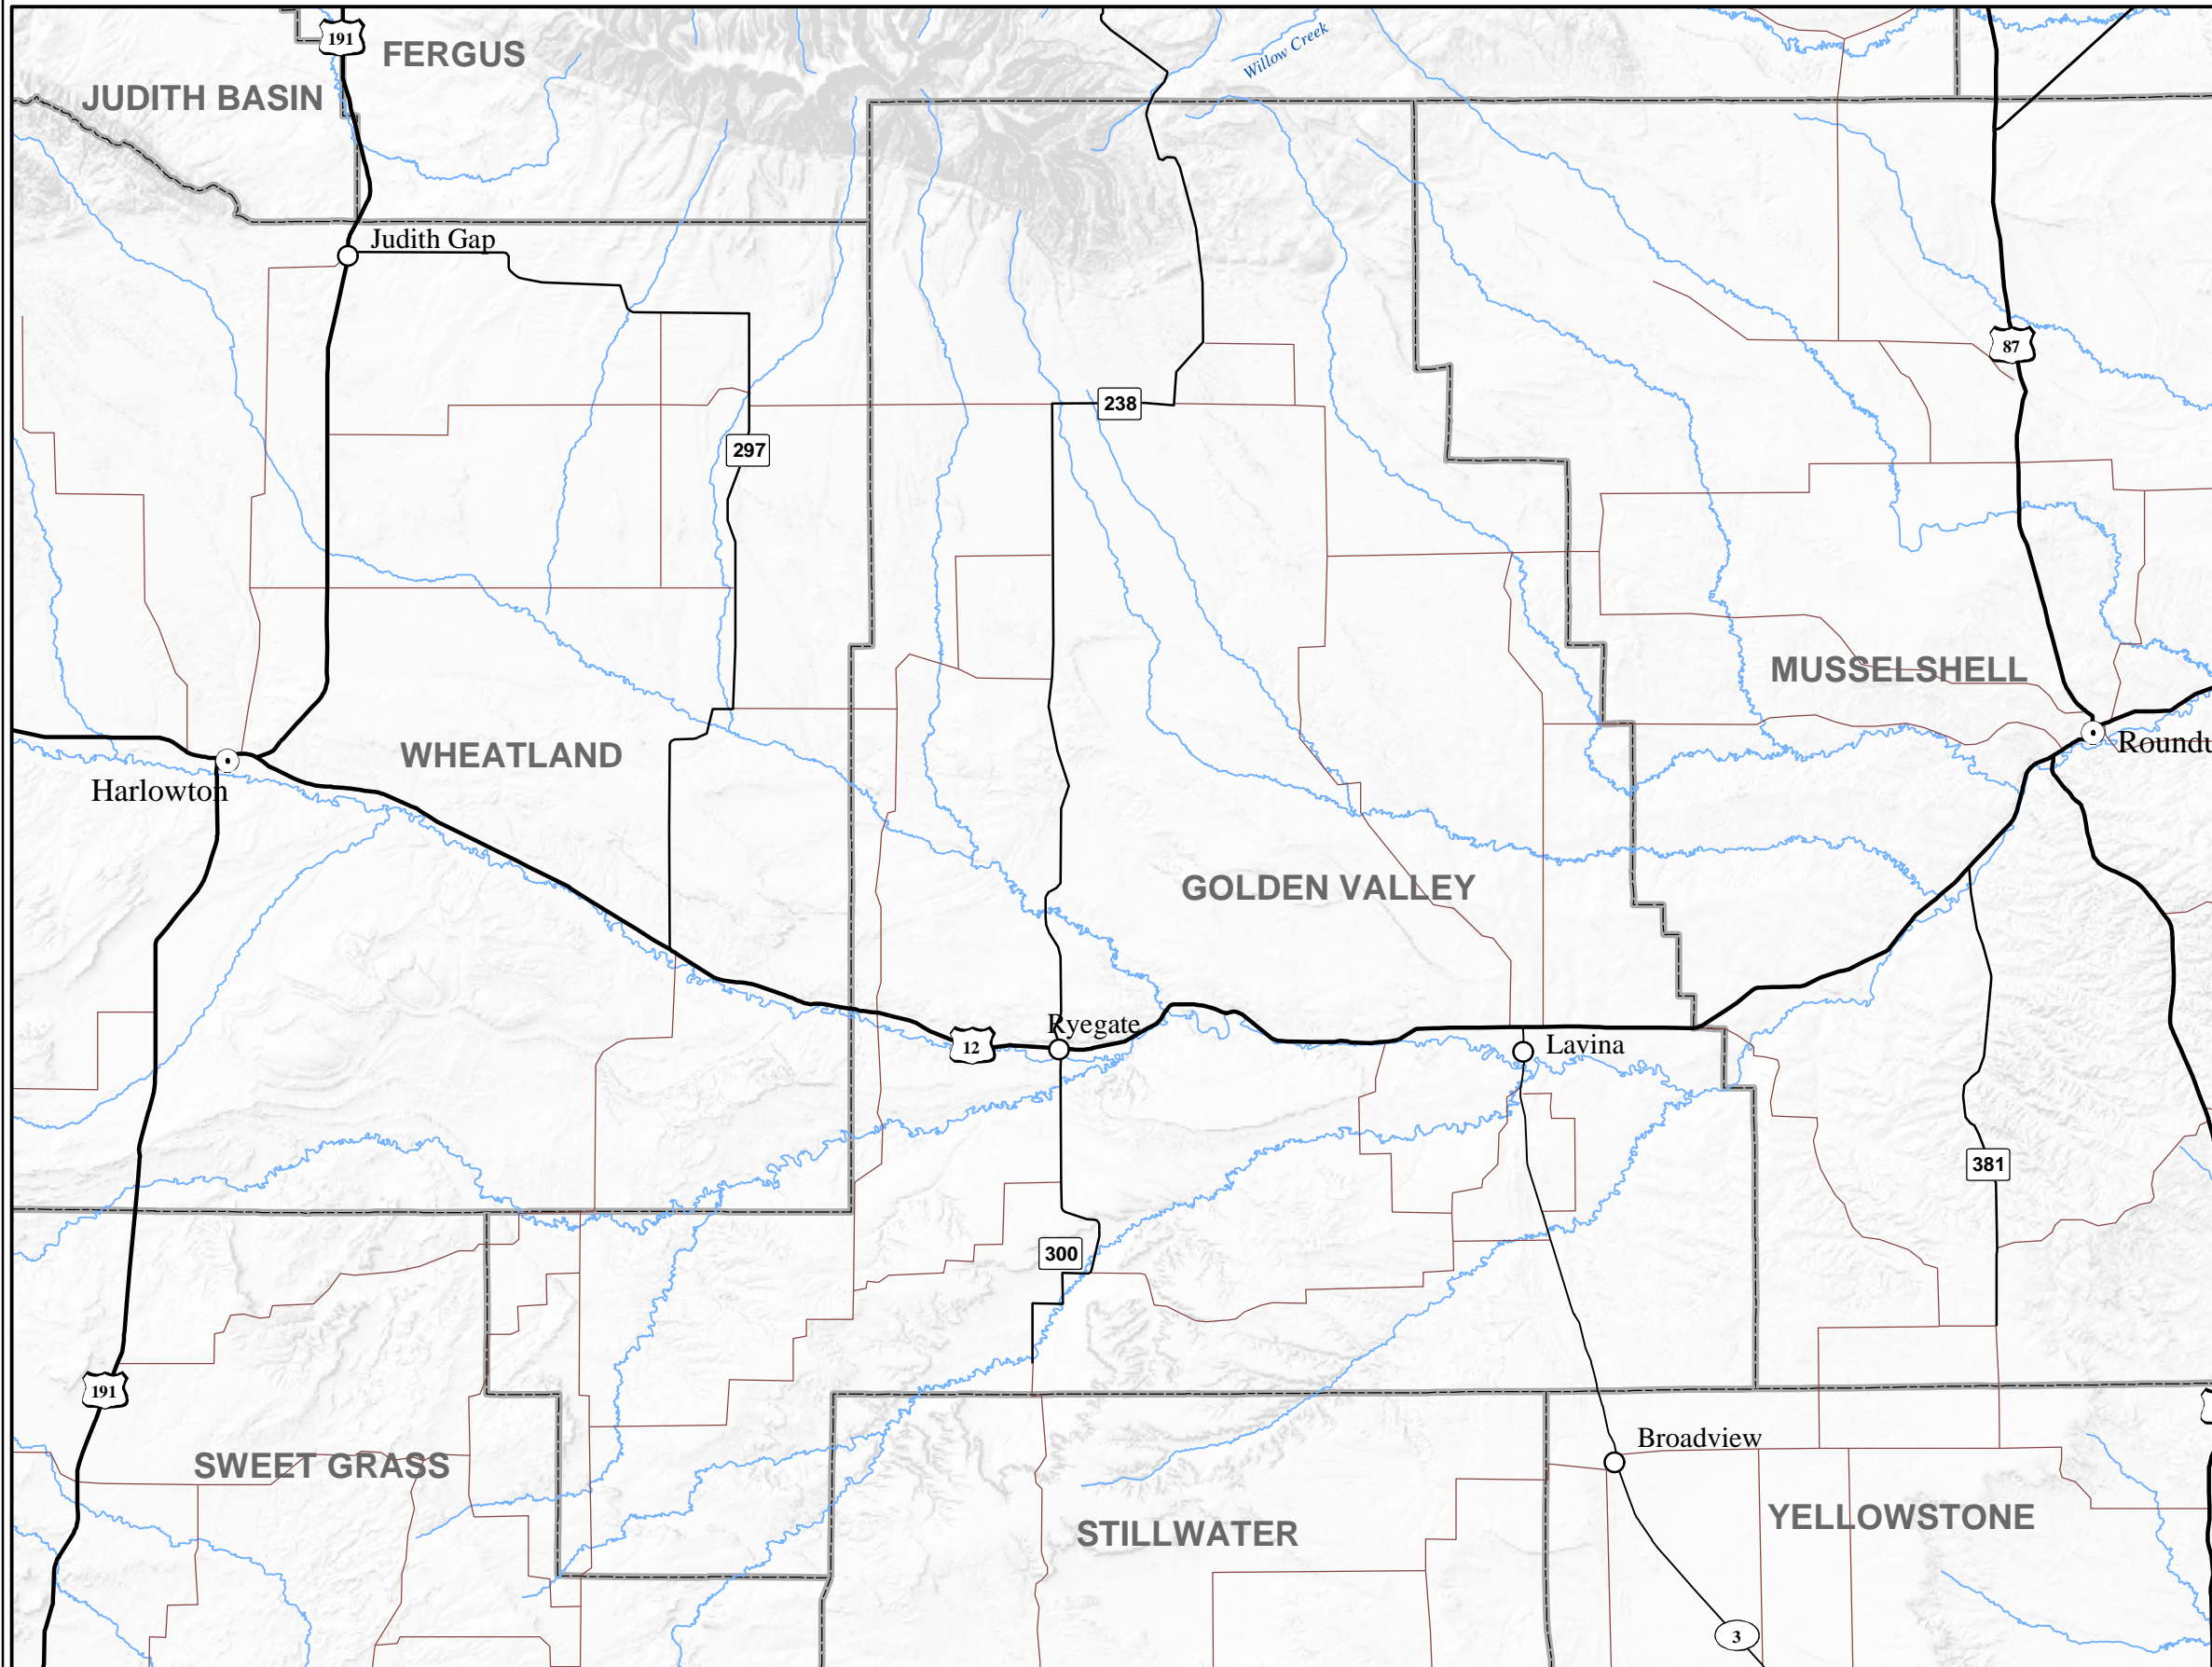 191
FERGUS
Willow Creek
JUDITH BASIN
Judith Gap
87
238
297
MUSSELSHELL
Roundu
WHEATLAND
Harlowton
GOLDEN VALLEY
Ryegate
12
Lavina
381
300
191
Broadview
SWEET GRASS
STILLWATER
YELLOWSTONE
3